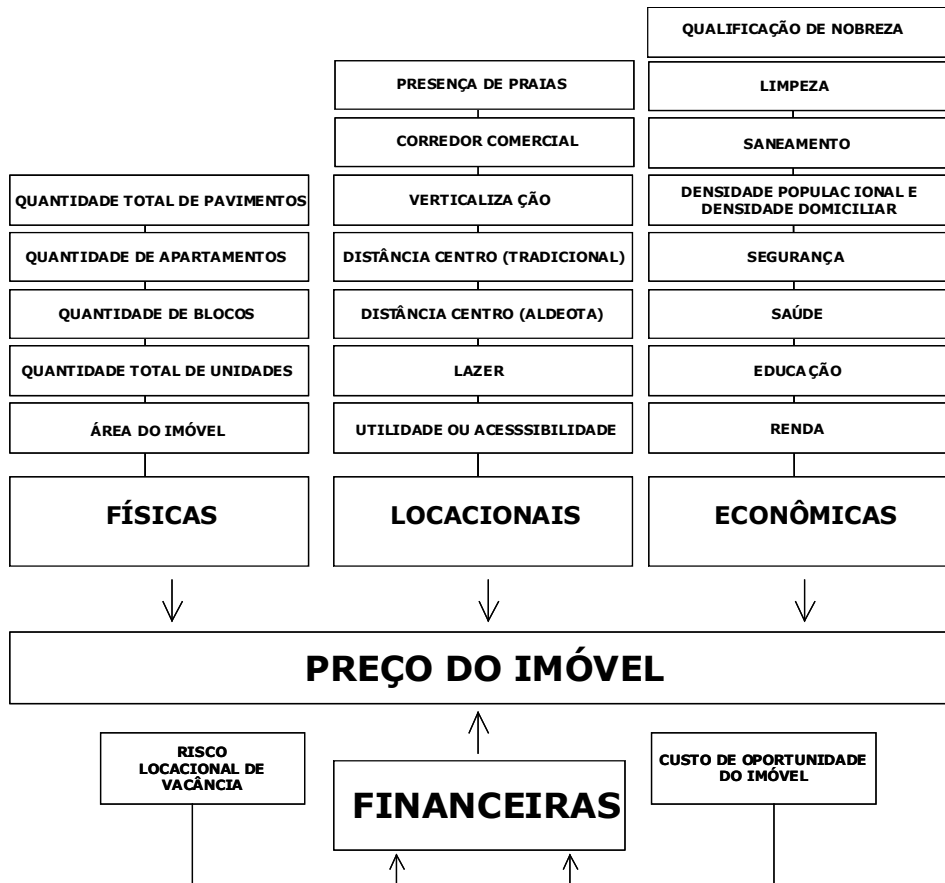 QUALIFICAÇÃO DE NOBREZA
PRESENÇA DE PRAIAS
LIMPEZA
CORREDOR COMERCIAL
SANEAMENTO
QUANTIDADE TOTAL DE PAVIMENTOS
VERTICALIZA ÇÃO
DENSIDADE POPULAC IONAL E
DENSIDADE DOMICILIAR
QUANTIDADE DE APARTAMENTOS
DISTÂNCIA CENTRO (TRADICIONAL)
SEGURANÇA
QUANTIDADE DE BLOCOS
DISTÂNCIA CENTRO (ALDEOTA)
SAÚDE
QUANTIDADE TOTAL DE UNIDADES
LAZER
EDUCAÇÃO
ÁREA DO IMÓVEL
UTILIDADE OU ACESSSIBILIDADE
RENDA
FÍSICAS
LOCACIONAIS
ECONÔMICAS
PREÇO DO IMÓVEL
RISCO
LOCACIONAL DE
VACÂNCIA
FINANCEIRAS
CUSTO DE OPORTUNIDADE
DO IMÓVEL